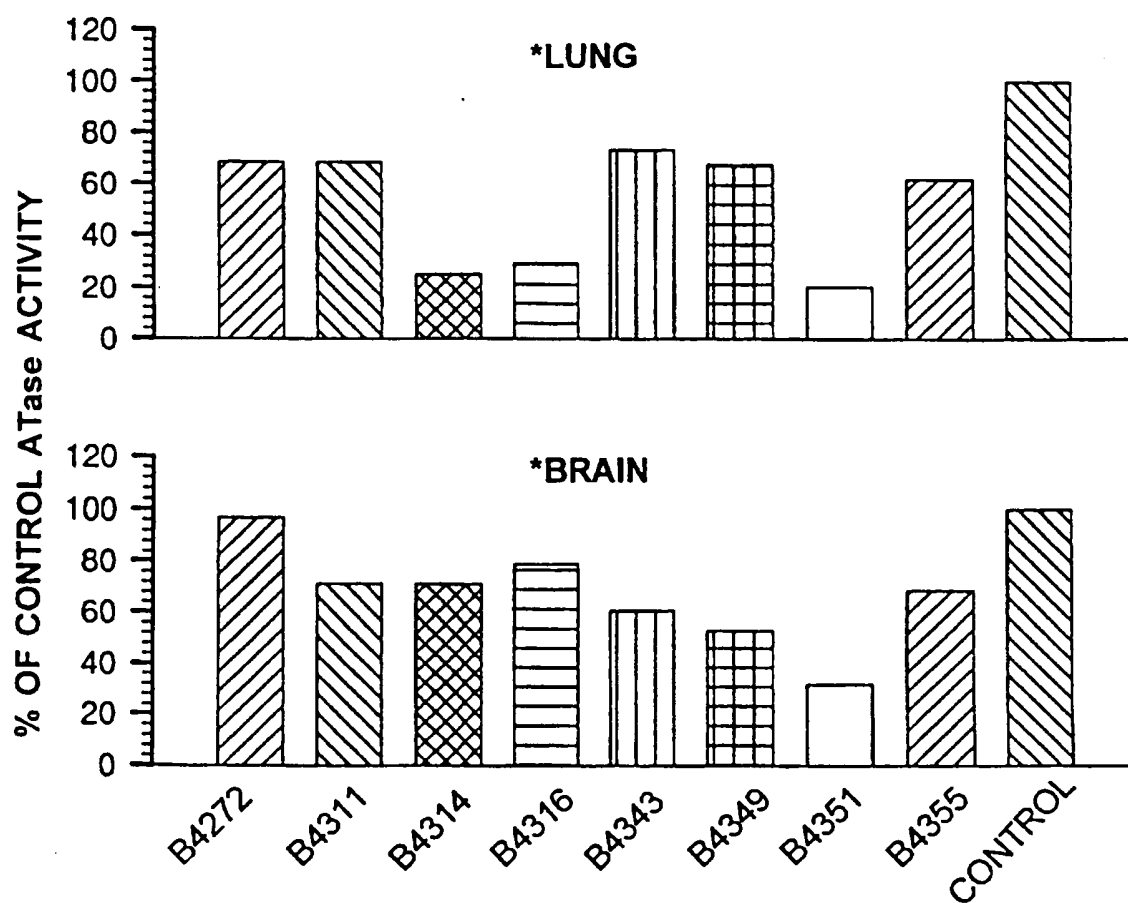 % OF CONTROL ATase ACTIVITY
*LUNG
120
100
80
60
40
20
0
*BRAIN
120
100
80
60
40
20
0
B4272
B4311
B4314
B4316
B4343
B4349
B4351
B4355
CONTROL